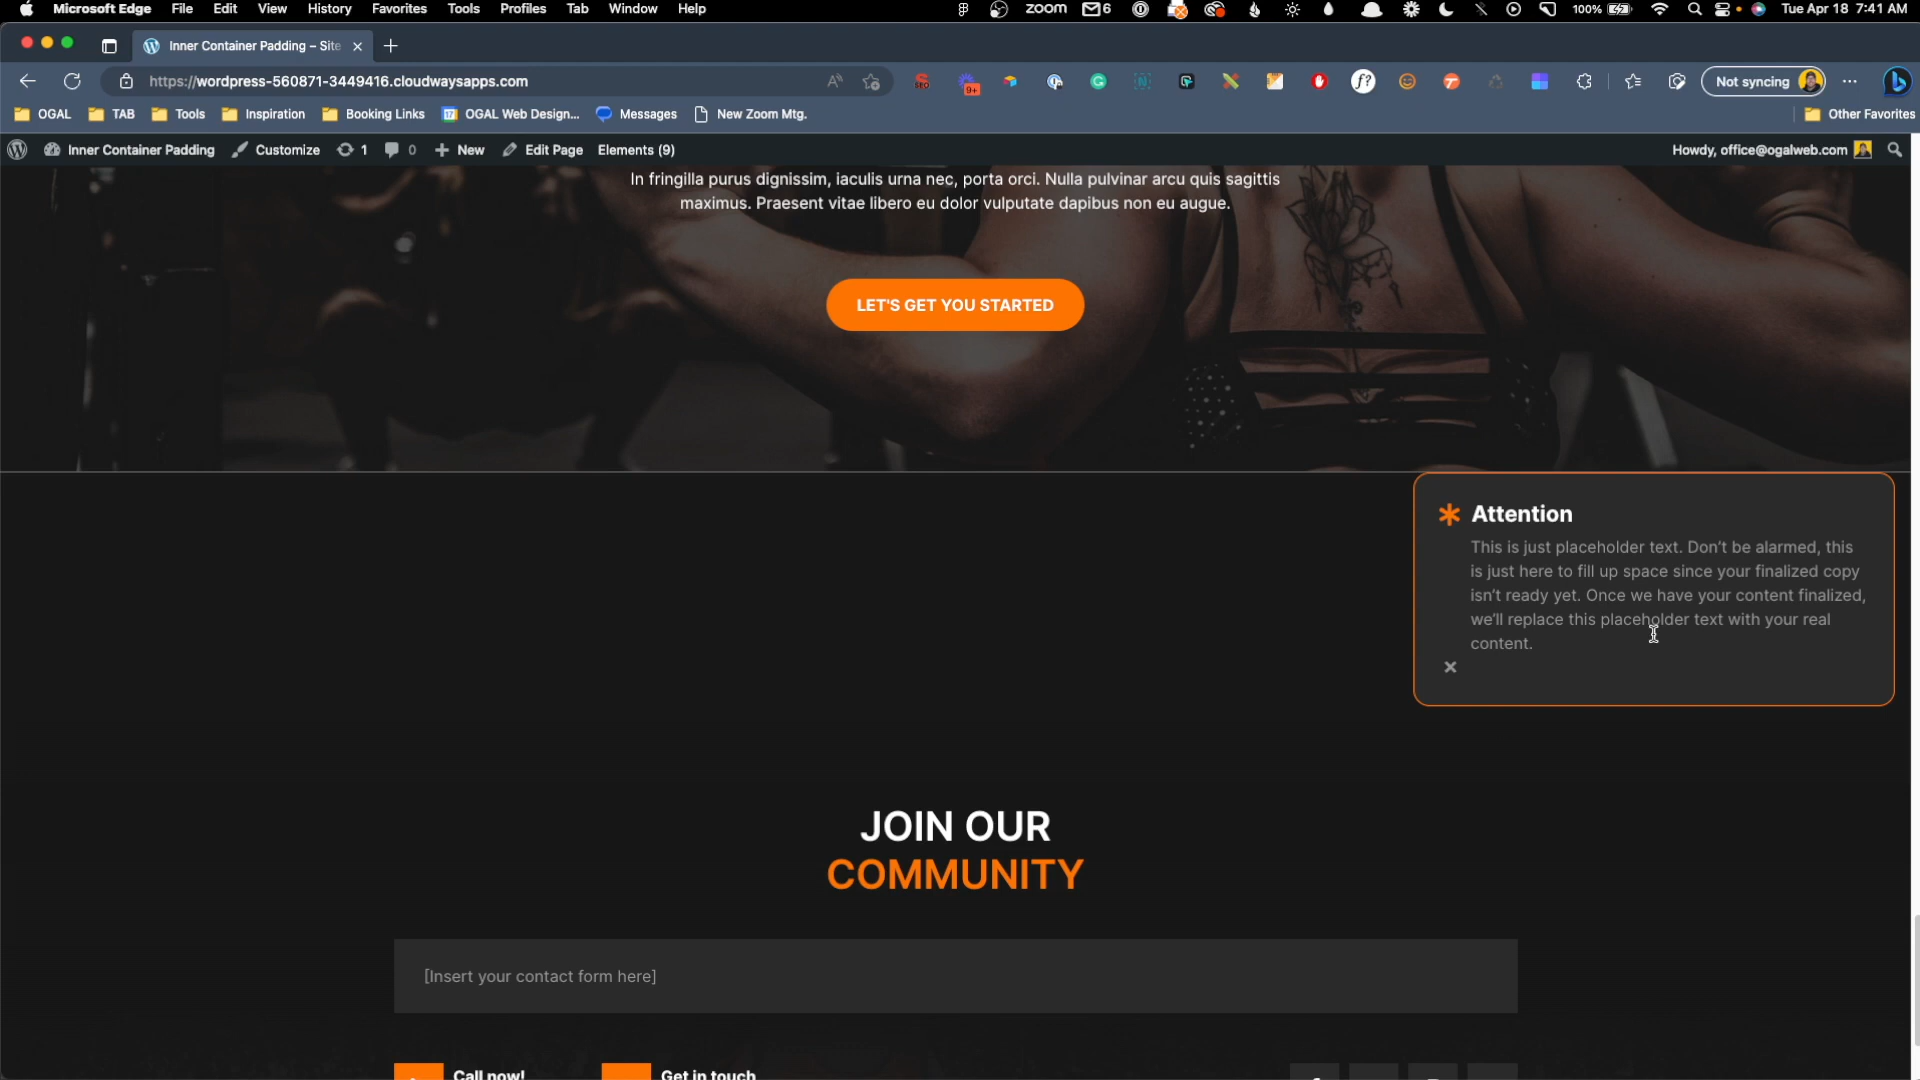 Microsoft Edge File Edit View History Favorites Tools Profiles Tab Window Help zoom 6 100% Tue Apr 18 7:41 AM
Inner Container Padding – Site
https://wordpress-560871-3449416.cloudwaysapps.com 9+ f? Not syncing
OGAL TAB Tools Inspiration Booking Links OGAL Web Design... Messages New Zoom Mtg. Other Favorites
Inner Container Padding Customize 1 0 New Edit Page Elements (9) Howdy, office@ogalweb.com
In fringilla purus dignissim, iaculis urna nec, porta orci. Nulla pulvinar arcu quis sagittis
maximus. Praesent vitae libero eu dolor vulputate dapibus non eu augue.
LET'S GET YOU STARTED
Attention
This is just placeholder text. Don't be alarmed, this
is just here to fill up space since your finalized copy
isn't ready yet. Once we have your content finalized,
we'll replace this placeholder text with your real
content.
JOIN OUR
COMMUNITY
[Insert your contact form here]
Call now! Get in touch